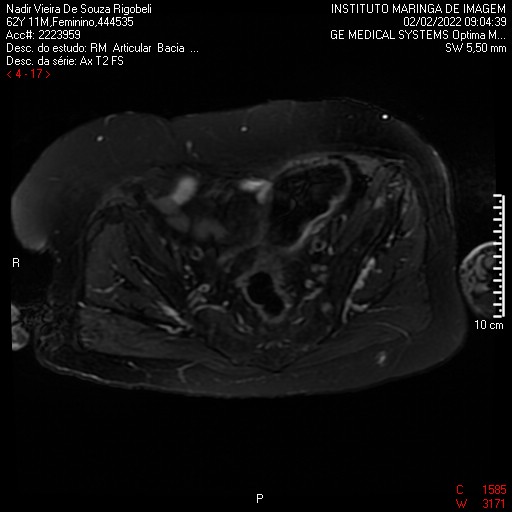 Nadir Vieira De Souza Rigobeli
62Y 11M,Feminino,444535
Acc#: 2223959
Desc. do estudo: RM Articular Bacia ...
Desc. da série: Ax T2 FS
< 4 - 17 >
INSTITUTO MARINGA DE IMAGEM
02/02/2022 09:04:39
GE MEDICAL SYSTEMS Optima M...
SW 5,50 mm
R
10 cm
P
C 1585
W 3171